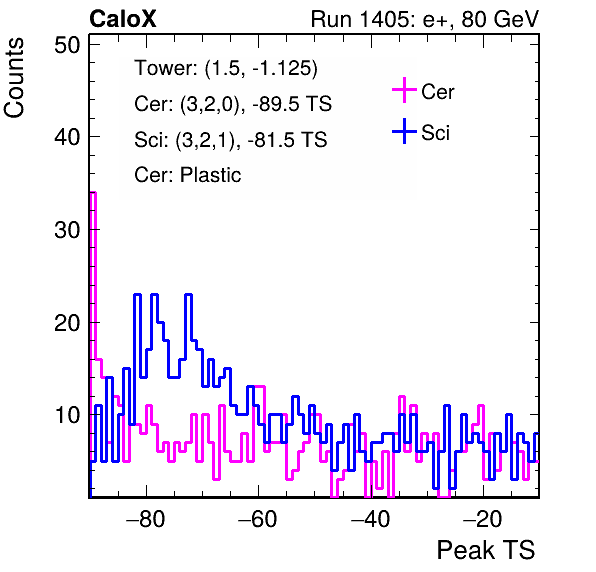 CaloX Run 1405: e+, 80 GeV
Counts
50
40
30
20
10
Tower: (1.5, -1.125)
Cer: (3,2,0), -89.5 TS
Sci: (3,2,1), -81.5 TS
Cer: Plastic
Cer
Sci
−80 −60 −40 −20
Peak TS